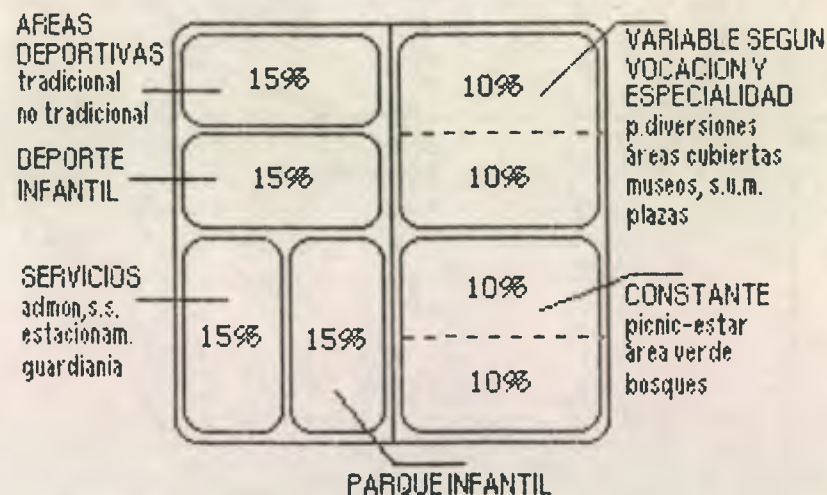 AREAS
DEPORTIVAS
tradicional
no tradicional
15%
DEPORTE
INFANTIL
15%
SERVICIOS
admon,s.s.
estacionam.
guardiania
15%
15%
PARQUE INFANTIL
10%
10%
VARIABLE SEGUN
VOCACION Y
ESPECIALIDAD
p.diversiones
áreas cubiertas
museos, s.u.m.
plazas
10%
10%
CONSTANTE
picnic-estar
área verde
bosques